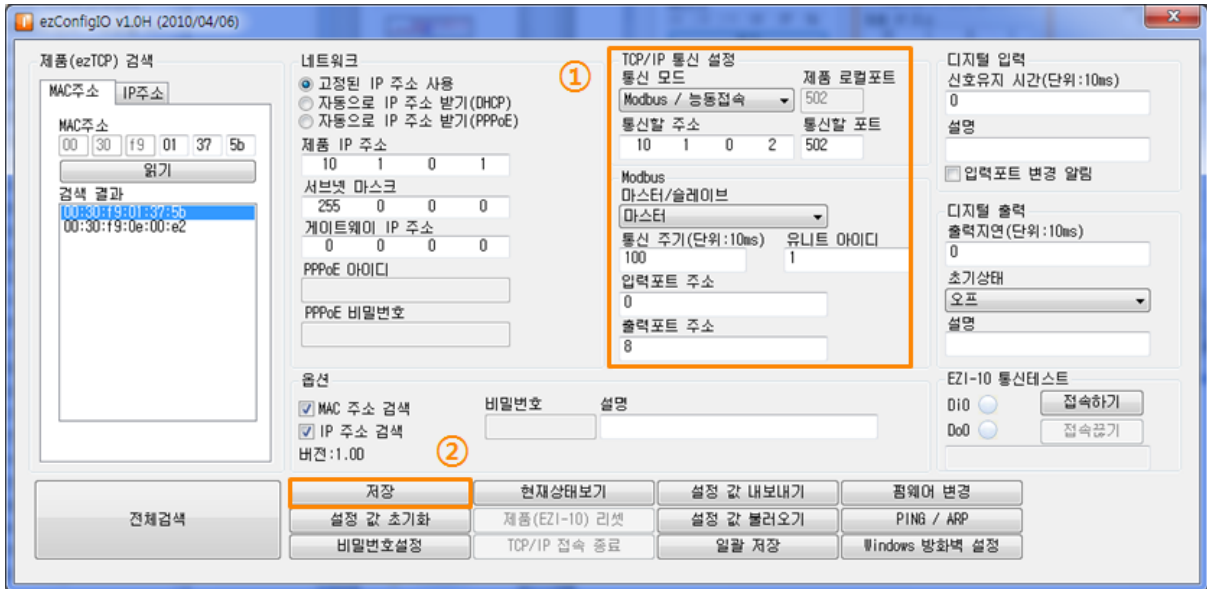 ezConfigIO v1.0H (2010/04/06)
제품(ezTCP) 검색
MAC주소
IP주소
MAC주소
00 30 f9 01 37 5b
읽기
검색 결과
00:30:f9:01:37:5b
00:30:f9:0e:00:e2
네트워크
고정된 IP 주소 사용
자동으로 IP 주소 받기(DHCP)
자동으로 IP 주소 받기(PPPoE)
제품 IP 주소
10 1 0 1
서브넷 마스크
255 0 0 0
게이트웨이 IP 주소
0 0 0 0
PPPoE 아이디
PPPoE 비밀번호
①
TCP/IP 통신 설정
통신 모드 제품 로컬포트
Modbus / 능동접속 502
통신할 주소 통신할 포트
10 1 0 2 502
Modbus
마스터/슬레이브
마스터
통신 주기(단위:10ms) 유니트 아이디
100 1
입력포트 주소
0
출력포트 주소
8
디지털 입력
신호유지 시간(단위:10ms)
0
설명
입력포트 변경 알림
디지털 출력
출력지연(단위:10ms)
0
초기상태
오프
설명
옵션
MAC 주소 검색
IP 주소 검색
버전:1.00
비밀번호 설명
②
EZI-10 통신테스트
Di0 접속하기
Do0 접속끊기
전체검색
저장 현재상태보기 설정 값 내보내기 펌웨어 변경
설정 값 초기화 제품(EZI-10) 리셋 설정 값 불러오기 PING / ARP
비밀번호설정 TCP/IP 접속 종료 일괄 저장 Windows 방화벽 설정